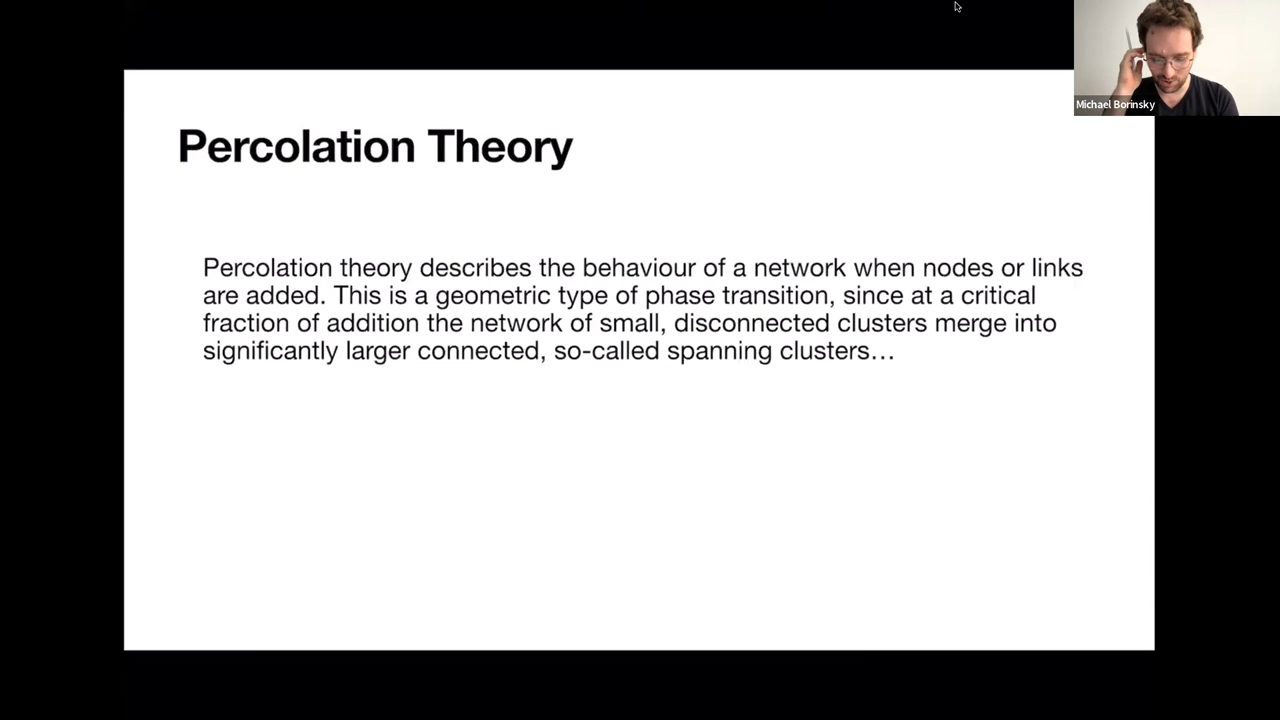 Michael Borinsky
Percolation Theory
Percolation theory describes the behaviour of a network when nodes or links
are added. This is a geometric type of phase transition, since at a critical
fraction of addition the network of small, disconnected clusters merge into
significantly larger connected, so-called spanning clusters…